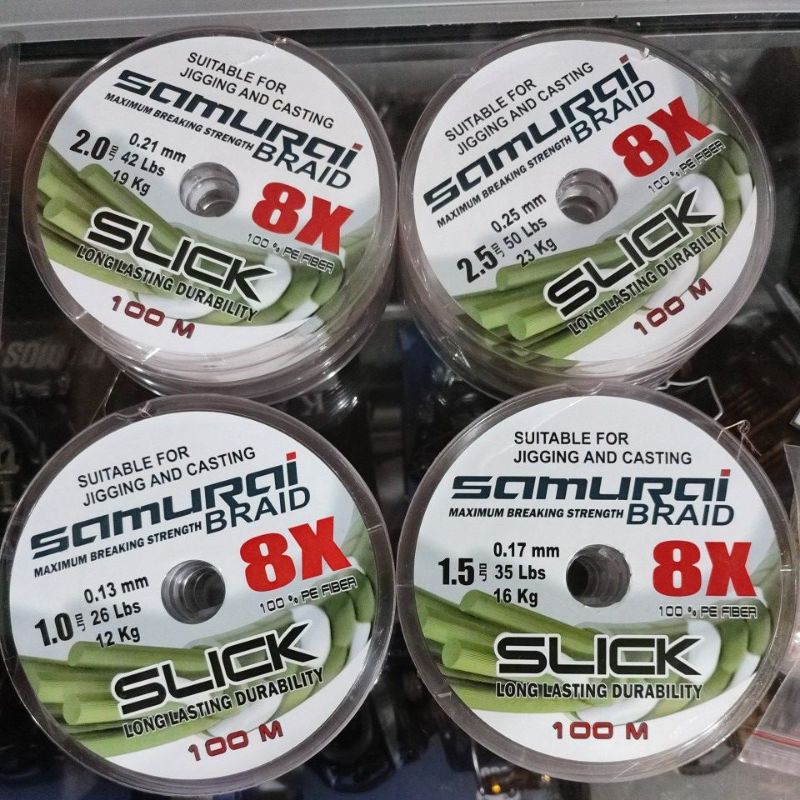 SUITABLE FOR
JIGGING AND CASTING
samurai
MAXIMUM BREAKING STRENGTH BRAID
2.0号
0.21 mm
42 Lbs
19 Kg
8X
100 % PE FIBER
SLICK
LONG LASTING DURABILITY
100 M
SUITABLE FOR
JIGGING AND CASTING
samurai
MAXIMUM BREAKING STRENGTH BRAID
2.5号
0.25 mm
50 Lbs
23 Kg
8X
100 % PE FIBER
SLICK
LONG LASTING DURABILITY
100 M
SUITABLE FOR
JIGGING AND CASTING
samurai
MAXIMUM BREAKING STRENGTH BRAID
1.0号
0.13 mm
26 Lbs
12 Kg
8X
100 % PE FIBER
SLICK
LONG LASTING DURABILITY
100 M
SUITABLE FOR
JIGGING AND CASTING
samurai
MAXIMUM BREAKING STRENGTH BRAID
1.5号
0.17 mm
35 Lbs
16 Kg
8X
100 % PE FIBER
SLICK
LONG LASTING DURABILITY
100 M